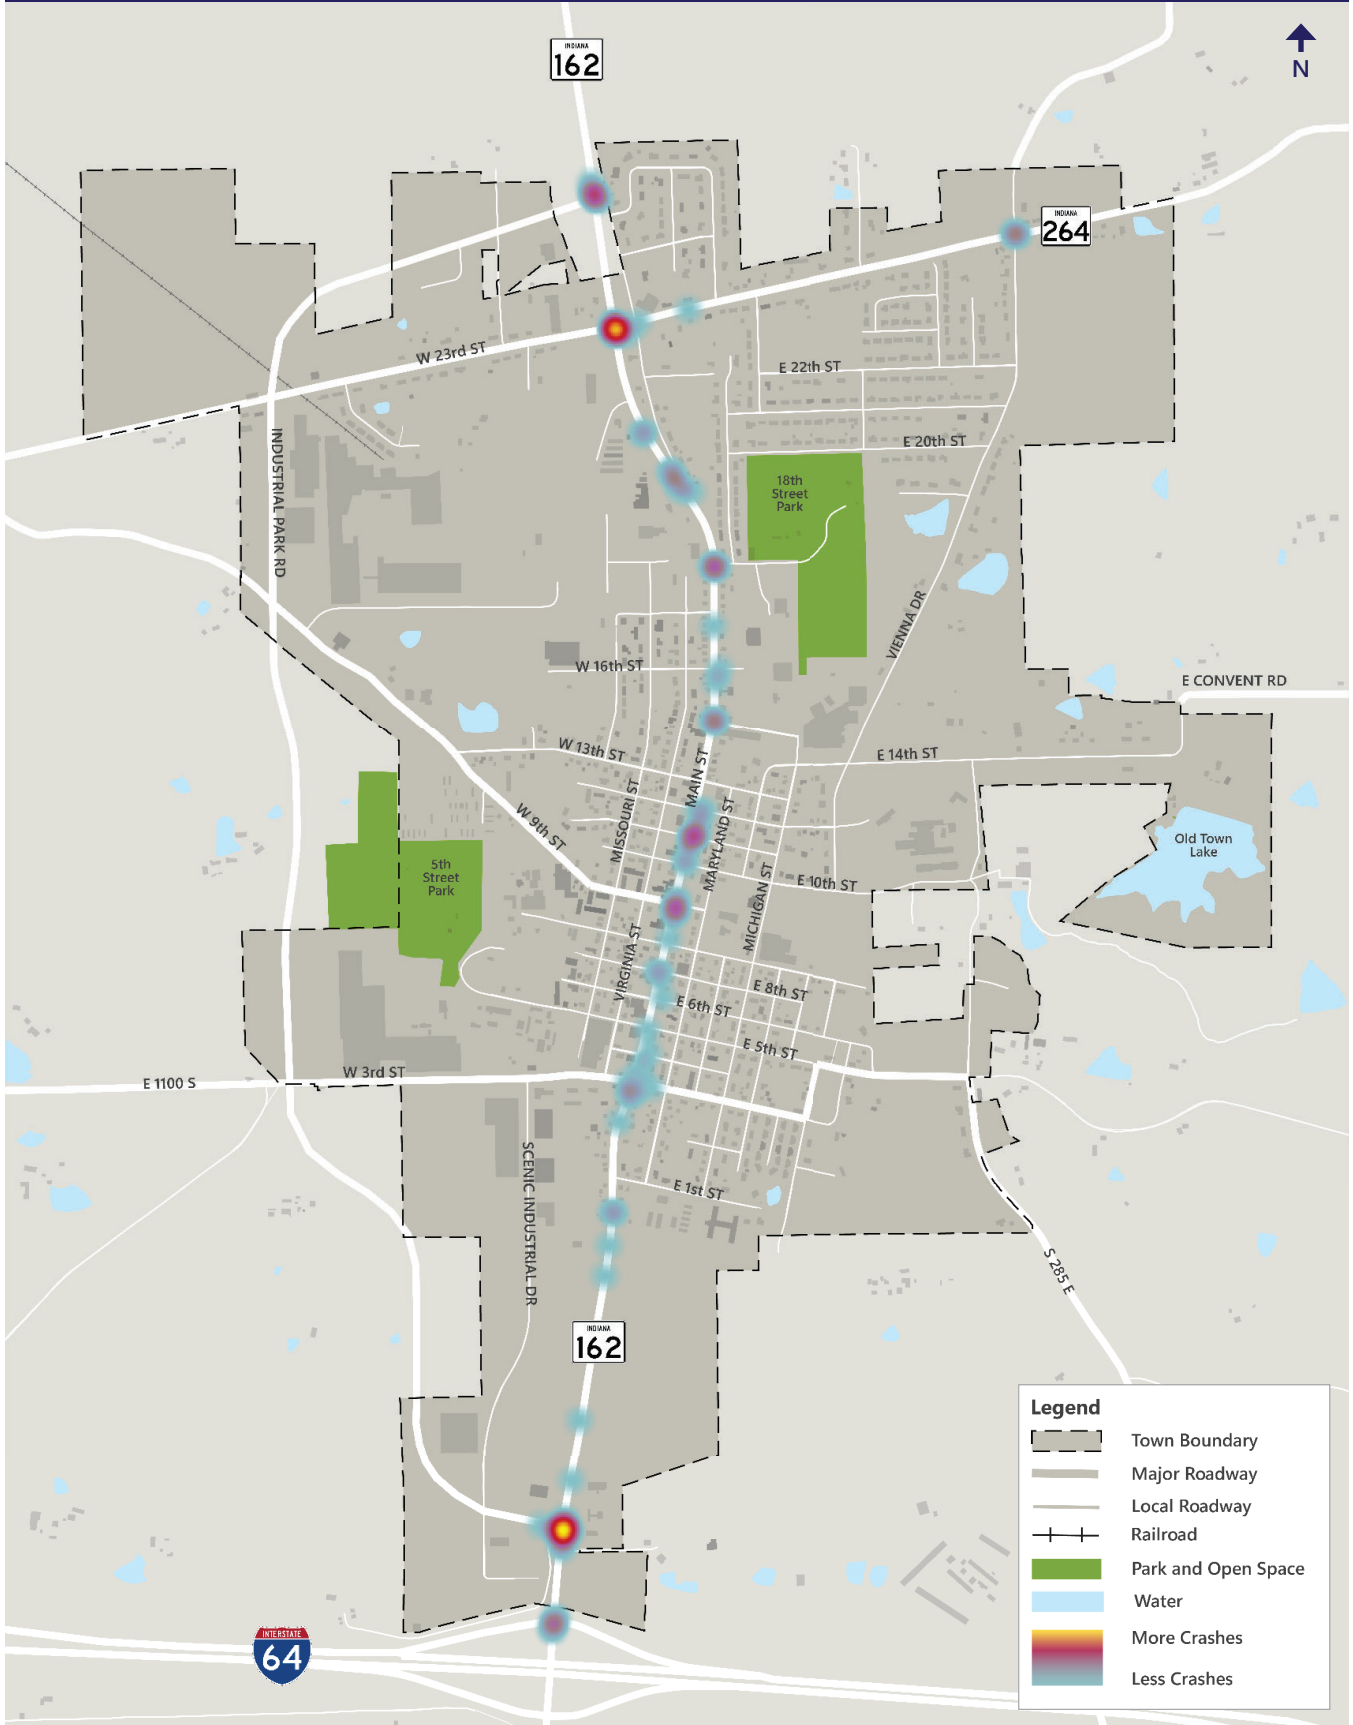 INDIANA
162
N
INDIANA
264
W 23rd ST
E 22th ST
E 20th ST
INDUSTRIAL PARK RD
18th
Street
Park
VIENNA DR
W 16th ST
E CONVENT RD
W 13th ST
E 14th ST
MAIN ST
MISSOURI ST
MARYLAND ST
W 9th ST
Old Town
Lake
5th
Street
Park
E 10th ST
MICHIGAN ST
VIRGINIA ST
E 8th ST
E 6th ST
E 5th ST
W 3rd ST
E 1100 S
SCENIC INDUSTRIAL DR
E 1st ST
S 285 E
INDIANA
162
INTERSTATE
64
Legend
Town Boundary
Major Roadway
Local Roadway
Railroad
Park and Open Space
Water
More Crashes
Less Crashes